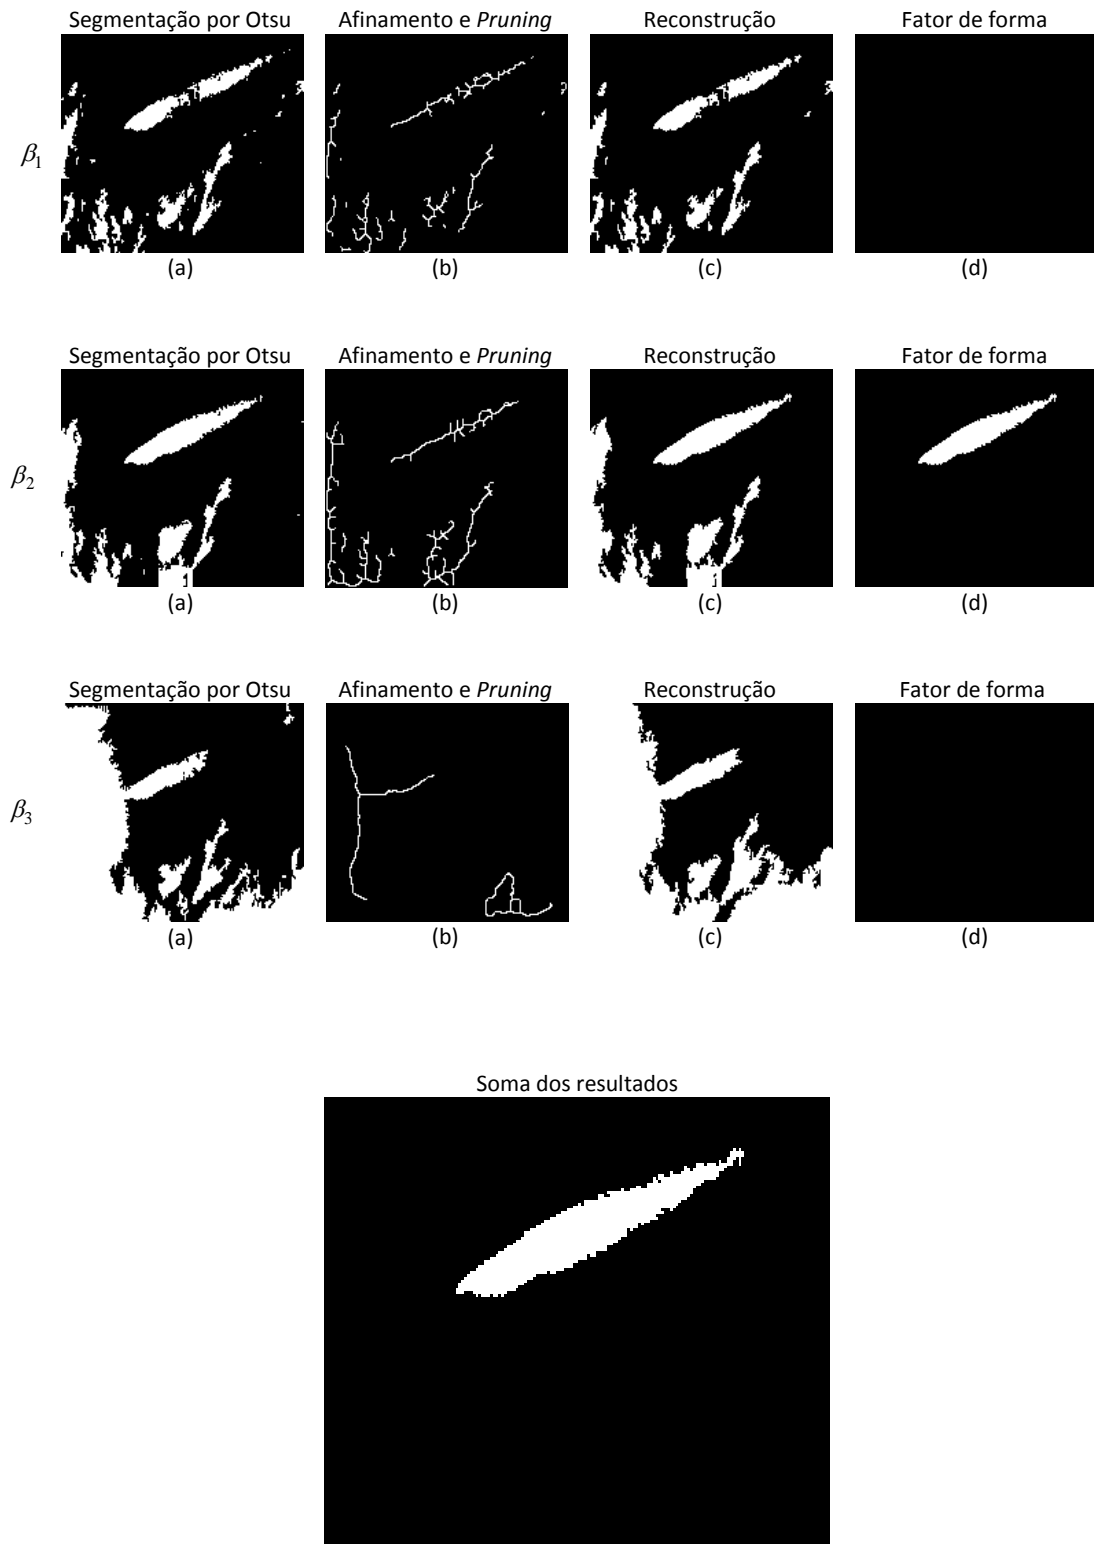 Segmentação por Otsu Afinamento e Pruning Reconstrução Fator de forma
β1
(a) (b) (c) (d)
Segmentação por Otsu Afinamento e Pruning Reconstrução Fator de forma
β2
(a) (b) (c) (d)
Segmentação por Otsu Afinamento e Pruning Reconstrução Fator de forma
β3
(a) (b) (c) (d)
Soma dos resultados